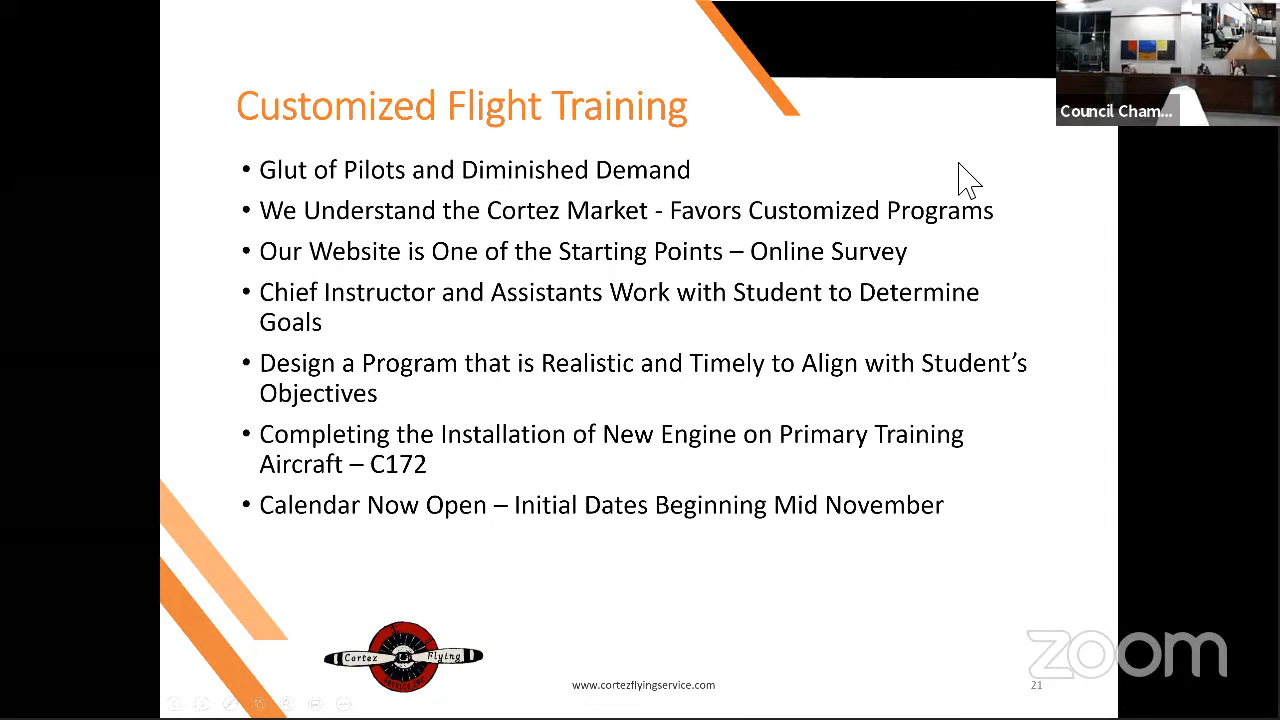 Customized Flight Training
• Glut of Pilots and Diminished Demand
• We Understand the Cortez Market - Favors Customized Programs
• Our Website is One of the Starting Points – Online Survey
• Chief Instructor and Assistants Work with Student to Determine
Goals
• Design a Program that is Realistic and Timely to Align with Student’s
Objectives
• Completing the Installation of New Engine on Primary Training
Aircraft – C172
• Calendar Now Open – Initial Dates Beginning Mid November
Cortez Flying
Service, Inc.
www.cortezflyingservice.com
21
Council Cham...
zoom